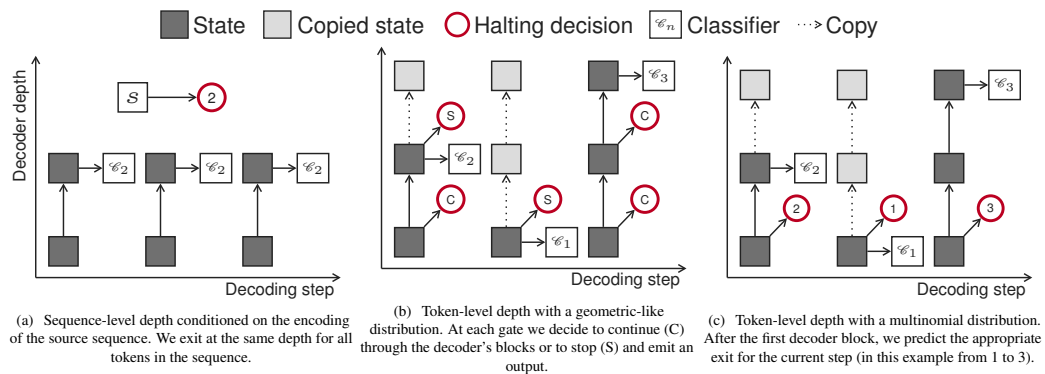 State Copied state Halting decision 𝒞n Classifier Copy
Decoder depth
S 2
𝒞2 𝒞2 𝒞2
Decoding step
(a) Sequence-level depth conditioned on the encoding
of the source sequence. We exit at the same depth for all
tokens in the sequence.
𝒞3
S C
𝒞2
C S C
𝒞1
Decoding step
(b) Token-level depth with a geometric-like
distribution. At each gate we decide to continue (C)
through the decoder's blocks or to stop (S) and emit an
output.
𝒞3
𝒞2
2 1 3
𝒞1
Decoding step
(c) Token-level depth with a multinomial distribution.
After the first decoder block, we predict the appropriate
exit for the current step (in this example from 1 to 3).